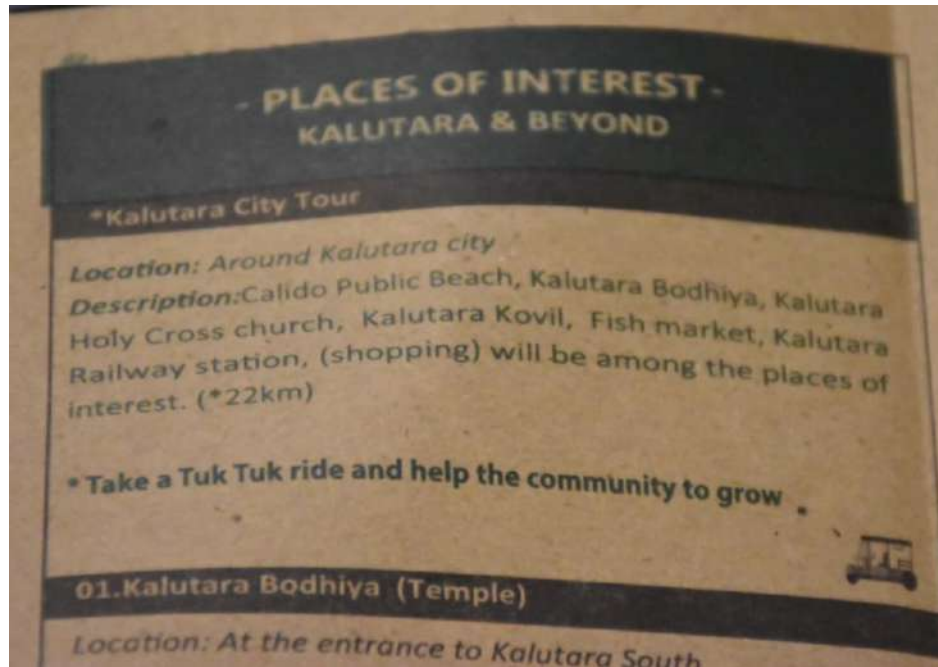 - PLACES OF INTEREST -
KALUTARA & BEYOND
*Kalutara City Tour
Location: Around Kalutara city
Description:Calido Public Beach, Kalutara Bodhiya, Kalutara
Holy Cross church, Kalutara Kovil, Fish market, Kalutara
Railway station, (shopping) will be among the places of
interest. (*22km)
* Take a Tuk Tuk ride and help the community to grow .
01.Kalutara Bodhiya (Temple)
Location: At the entrance to Kalutara South